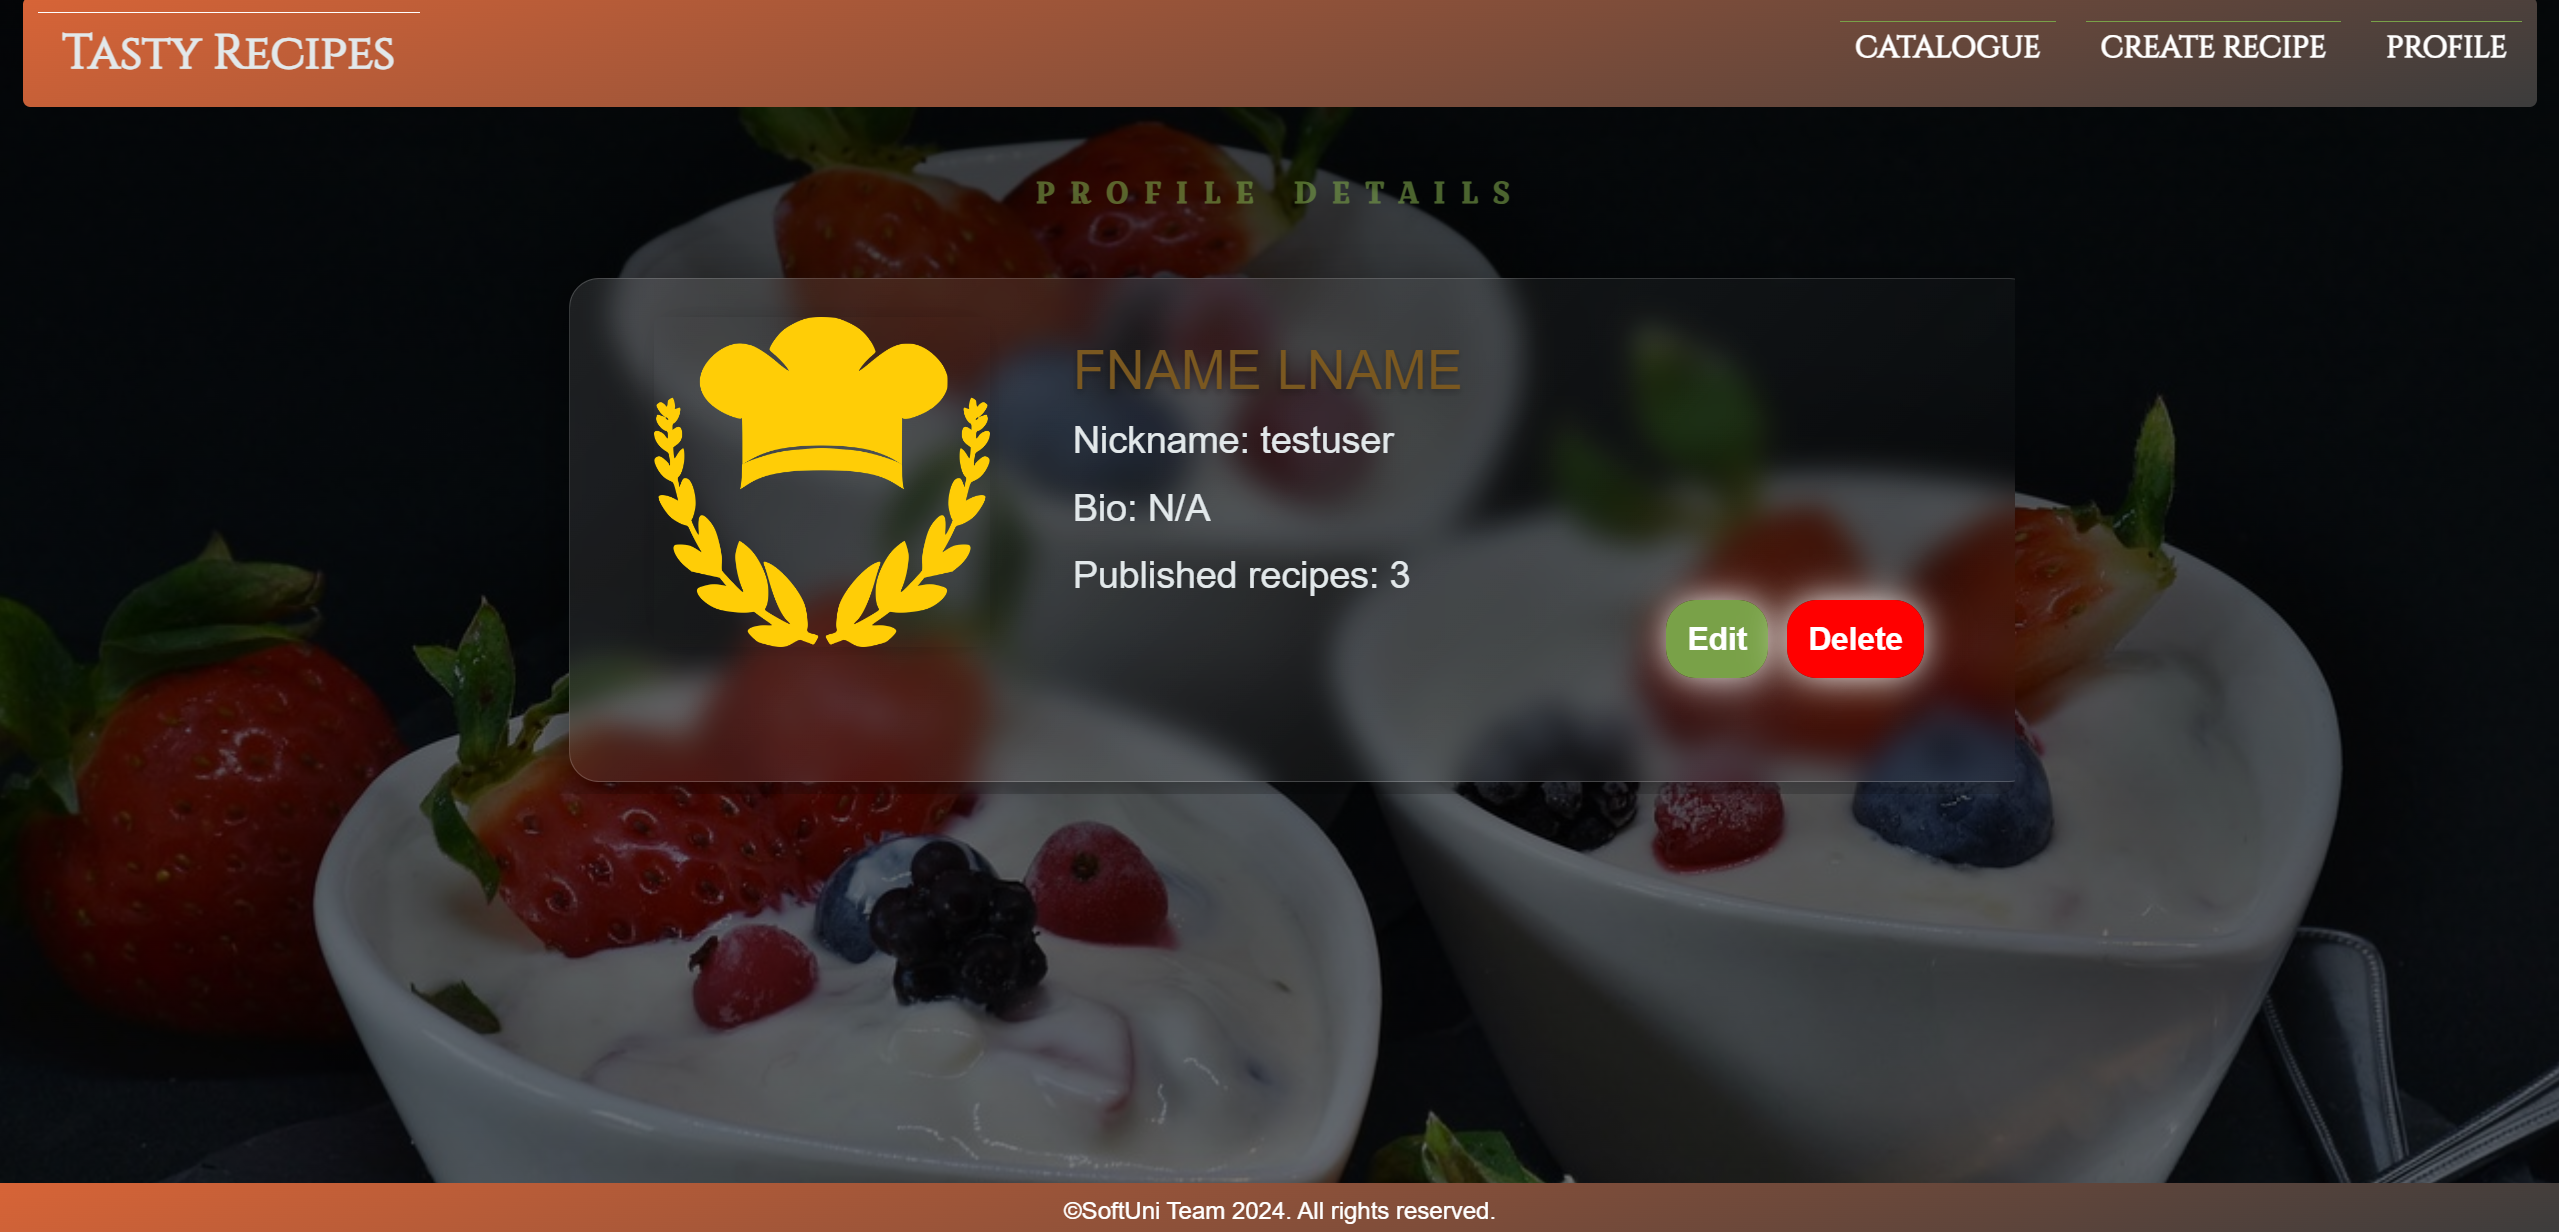 Tasty Recipes
CATALOGUE
CREATE RECIPE
PROFILE
PROFILE DETAILS
FNAME LNAME
Nickname: testuser
Bio: N/A
Published recipes: 3
Edit
Delete
©SoftUni Team 2024. All rights reserved.